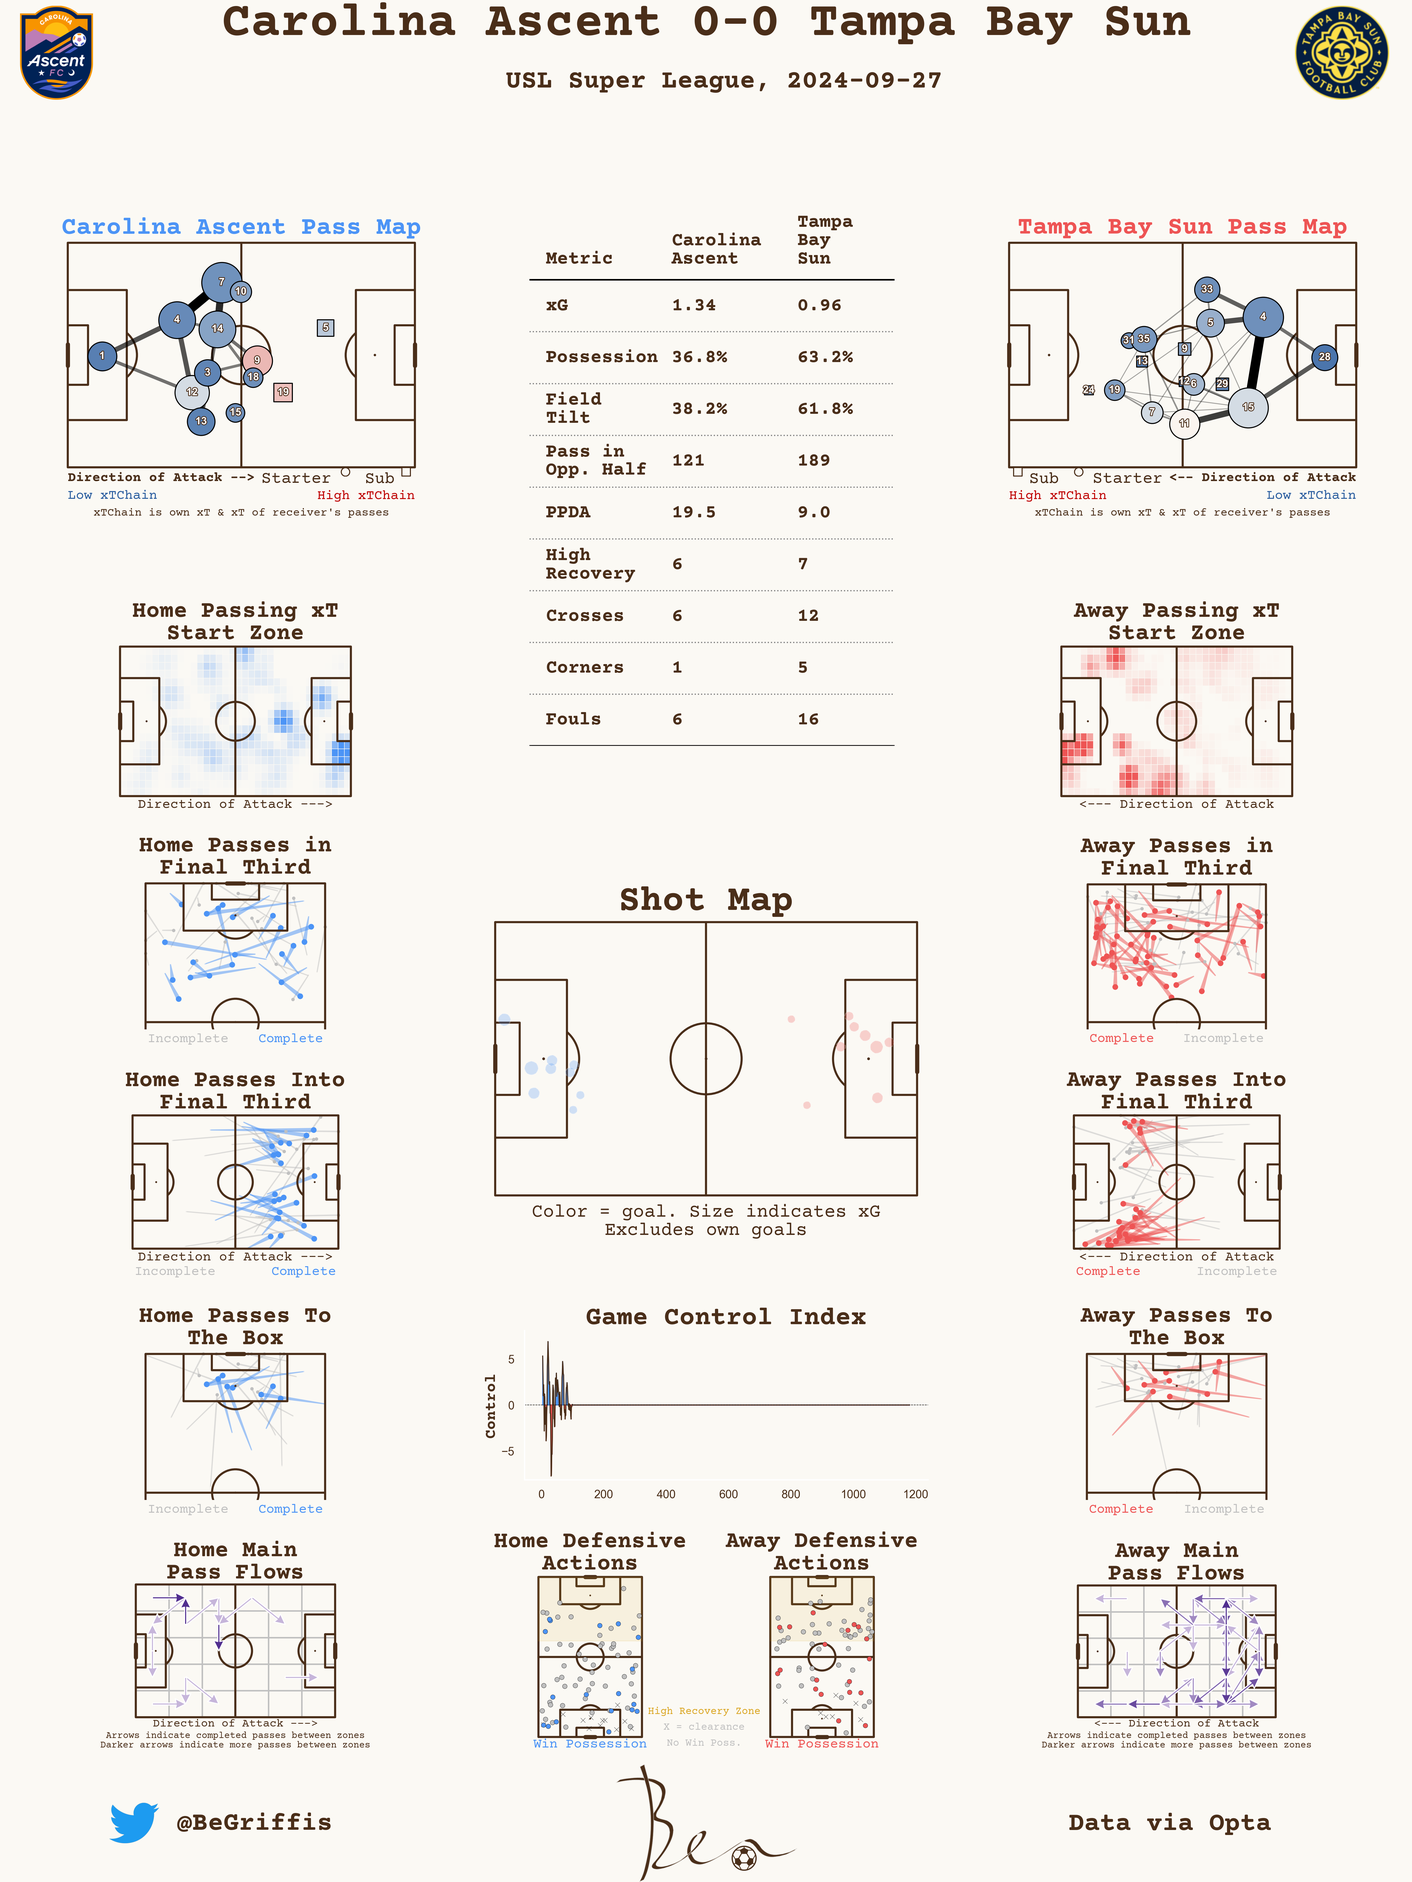 Carolina Ascent 0-0 Tampa Bay Sun
USL Super League, 2024-09-27
CAROLINA
Ascent
FC
TAMPA BAY SUN
FOOTBALL CLUB
Carolina Ascent Pass Map
7
10
4
14
5
1
9
3
18
12
19
15
13
Direction of Attack --> Starter Sub
Low xTChain High xTChain
xTChain is own xT & xT of receiver's passes
Metric Carolina Ascent Tampa Bay Sun
xG 1.34 0.96
Possession 36.8% 63.2%
Field Tilt 38.2% 61.8%
Pass in Opp. Half 121 189
PPDA 19.5 9.0
High Recovery 6 7
Crosses 6 12
Corners 1 5
Fouls 6 16
Tampa Bay Sun Pass Map
33
4
5
31
35
9
13
28
12
6
29
24
19
15
7
11
Sub Starter <-- Direction of Attack
High xTChain Low xTChain
xTChain is own xT & xT of receiver's passes
Home Passing xT
Start Zone
Direction of Attack --->
Away Passing xT
Start Zone
<--- Direction of Attack
Home Passes in
Final Third
Incomplete Complete
Away Passes in
Final Third
Complete Incomplete
Shot Map
Color = goal. Size indicates xG
Excludes own goals
Home Passes Into
Final Third
Direction of Attack --->
Incomplete Complete
Away Passes Into
Final Third
<--- Direction of Attack
Complete Incomplete
Home Passes To
The Box
Incomplete Complete
Game Control Index
Control
5
0
−5
0 200 400 600 800 1000 1200
Away Passes To
The Box
Complete Incomplete
Home Main
Pass Flows
Direction of Attack --->
Arrows indicate completed passes between zones
Darker arrows indicate more passes between zones
Home Defensive
Actions
Win Possession
Away Defensive
Actions
Win Possession
High Recovery Zone
X = clearance
No Win Poss.
Away Main
Pass Flows
<--- Direction of Attack
Arrows indicate completed passes between zones
Darker arrows indicate more passes between zones
@BeGriffis
Ben
Data via Opta